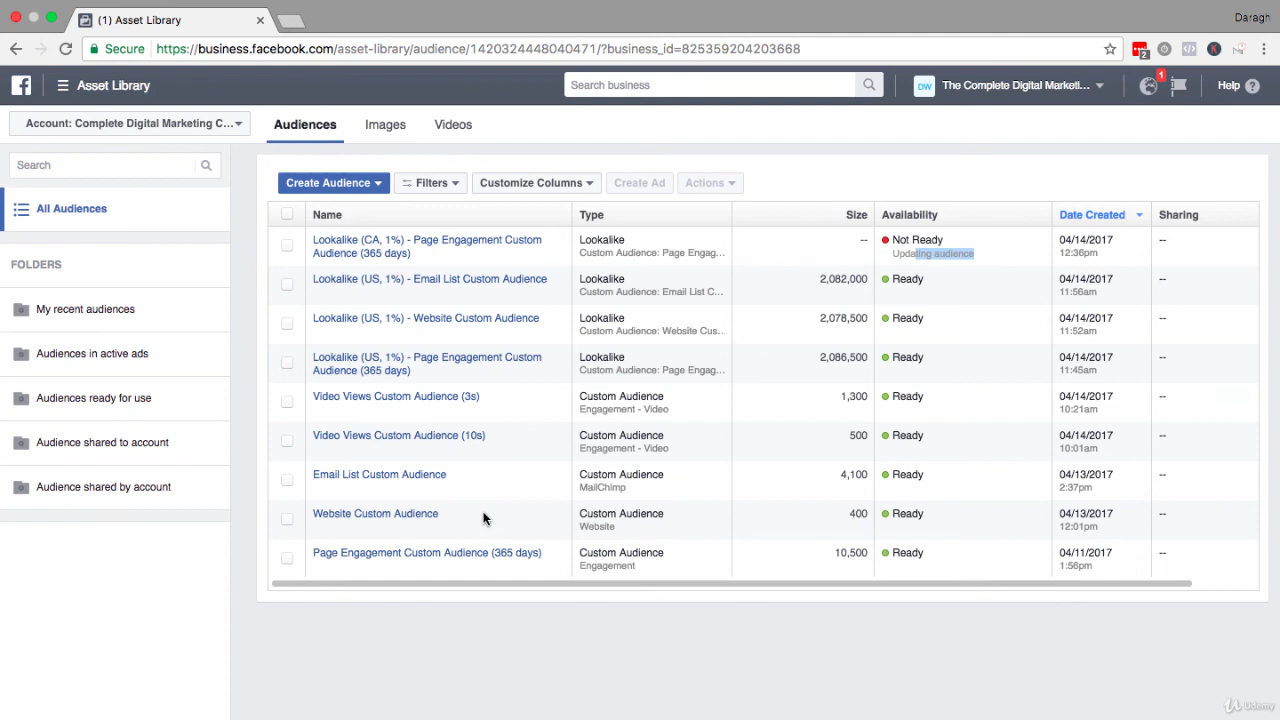 (1) Asset Library
Daragh
Secure https://business.facebook.com/asset-library/audience/1420324448040471/?business_id=825359204203668
2
K
Asset Library
Search business
DW The Complete Digital Marketi...
1
Help ?
Account: Complete Digital Marketing C...
Audiences Images Videos
Search
All Audiences
FOLDERS
My recent audiences
Audiences in active ads
Audiences ready for use
Audience shared to account
Audience shared by account
Create Audience Filters Customize Columns Create Ad Actions
Name Type Size Availability Date Created Sharing
Lookalike (CA, 1%) - Page Engagement Custom Lookalike -- Not Ready 04/14/2017 --
Audience (365 days) Custom Audience: Page Engag... Updating audience 12:36pm
Lookalike (US, 1%) - Email List Custom Audience Lookalike 2,082,000 Ready 04/14/2017 --
Custom Audience: Email List C... 11:56am
Lookalike (US, 1%) - Website Custom Audience Lookalike 2,078,500 Ready 04/14/2017 --
Custom Audience: Website Cus... 11:52am
Lookalike (US, 1%) - Page Engagement Custom Lookalike 2,086,500 Ready 04/14/2017 --
Audience (365 days) Custom Audience: Page Engag... 11:45am
Video Views Custom Audience (3s) Custom Audience 1,300 Ready 04/14/2017 --
Engagement - Video 10:21am
Video Views Custom Audience (10s) Custom Audience 500 Ready 04/14/2017 --
Engagement - Video 10:01am
Email List Custom Audience Custom Audience 4,100 Ready 04/13/2017 --
MailChimp 2:37pm
Website Custom Audience Custom Audience 400 Ready 04/13/2017 --
Website 12:01pm
Page Engagement Custom Audience (365 days) Custom Audience 10,500 Ready 04/11/2017 --
Engagement 1:56pm
Udemy